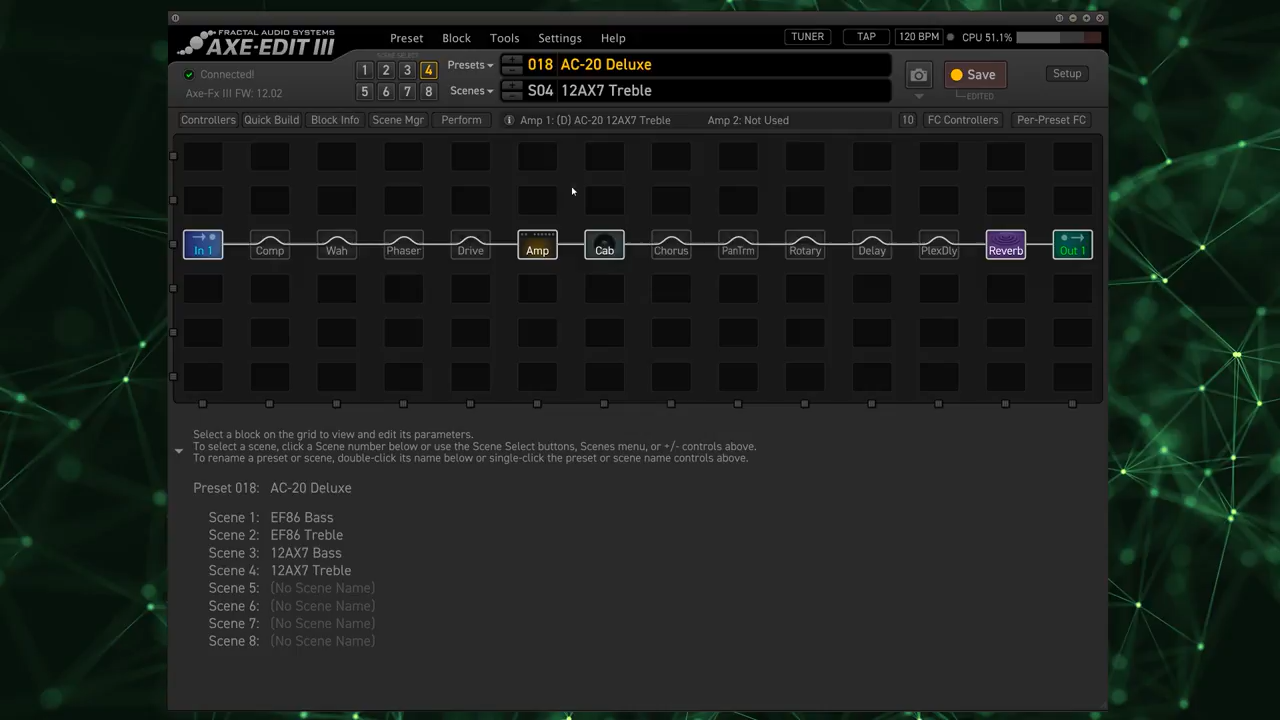 FRACTAL AUDIO SYSTEMS
AXE-EDIT III
Preset Block Tools Settings Help
TUNER TAP 120 BPM CPU 51.1%
SCENE SELECT
Connected!
Axe-Fx III FW: 12.02
1 2 3 4
5 6 7 8
Presets 018 AC-20 Deluxe
Scenes S04 12AX7 Treble
Save
EDITED
Setup
Controllers Quick Build Block Info Scene Mgr Perform
Amp 1: (D) AC-20 12AX7 Treble Amp 2: Not Used
10 FC Controllers Per-Preset FC
In 1 Comp Wah Phaser Drive Amp Cab Chorus PanTrm Rotary Delay PlexDly Reverb Out 1
Select a block on the grid to view and edit its parameters.
To select a scene, click a Scene number below or use the Scene Select buttons, Scenes menu, or +/- controls above.
To rename a preset or scene, double-click its name below or single-click the preset or scene name controls above.
Preset 018: AC-20 Deluxe
Scene 1: EF86 Bass
Scene 2: EF86 Treble
Scene 3: 12AX7 Bass
Scene 4: 12AX7 Treble
Scene 5: (No Scene Name)
Scene 6: (No Scene Name)
Scene 7: (No Scene Name)
Scene 8: (No Scene Name)